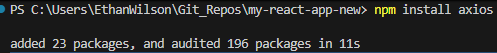 PS C:\Users\EthanWilson\Git_Repos\my-react-app-new> npm install axios
added 23 packages, and audited 196 packages in 11s